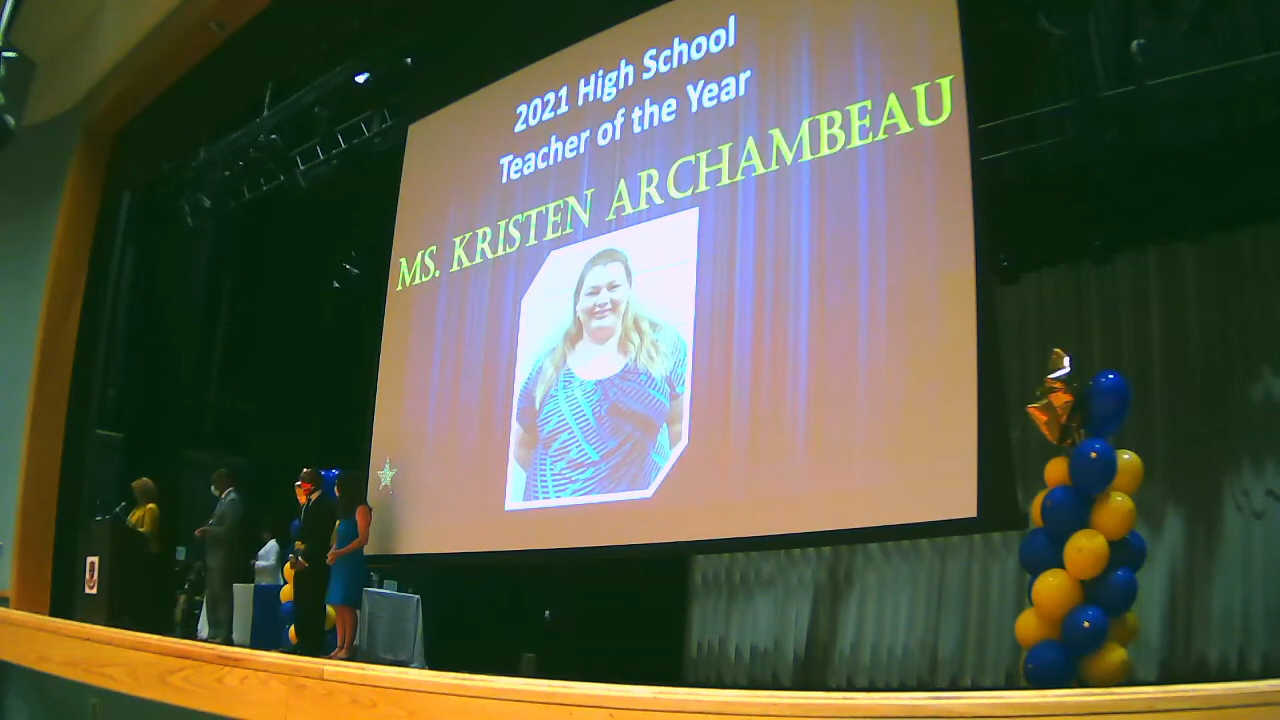 2021 High School
Teacher of the Year
MS. KRISTEN ARCHAMBEAU